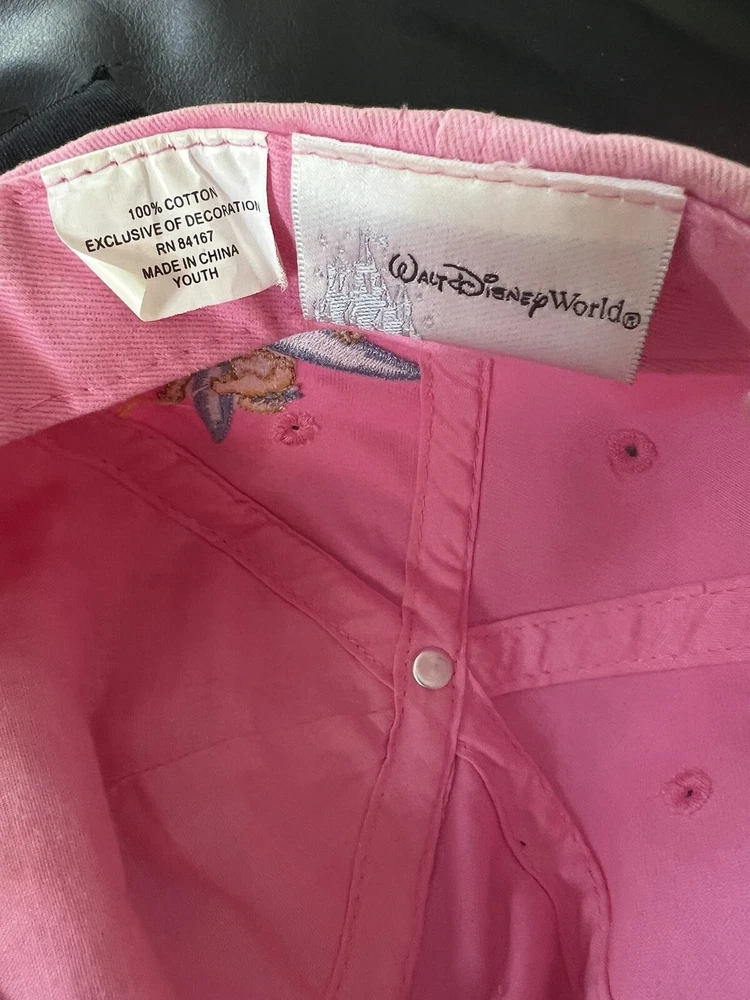 100% COTTON
EXCLUSIVE OF DECORATION
RN 84167
MADE IN CHINA
YOUTH
WALT DISNEY World®